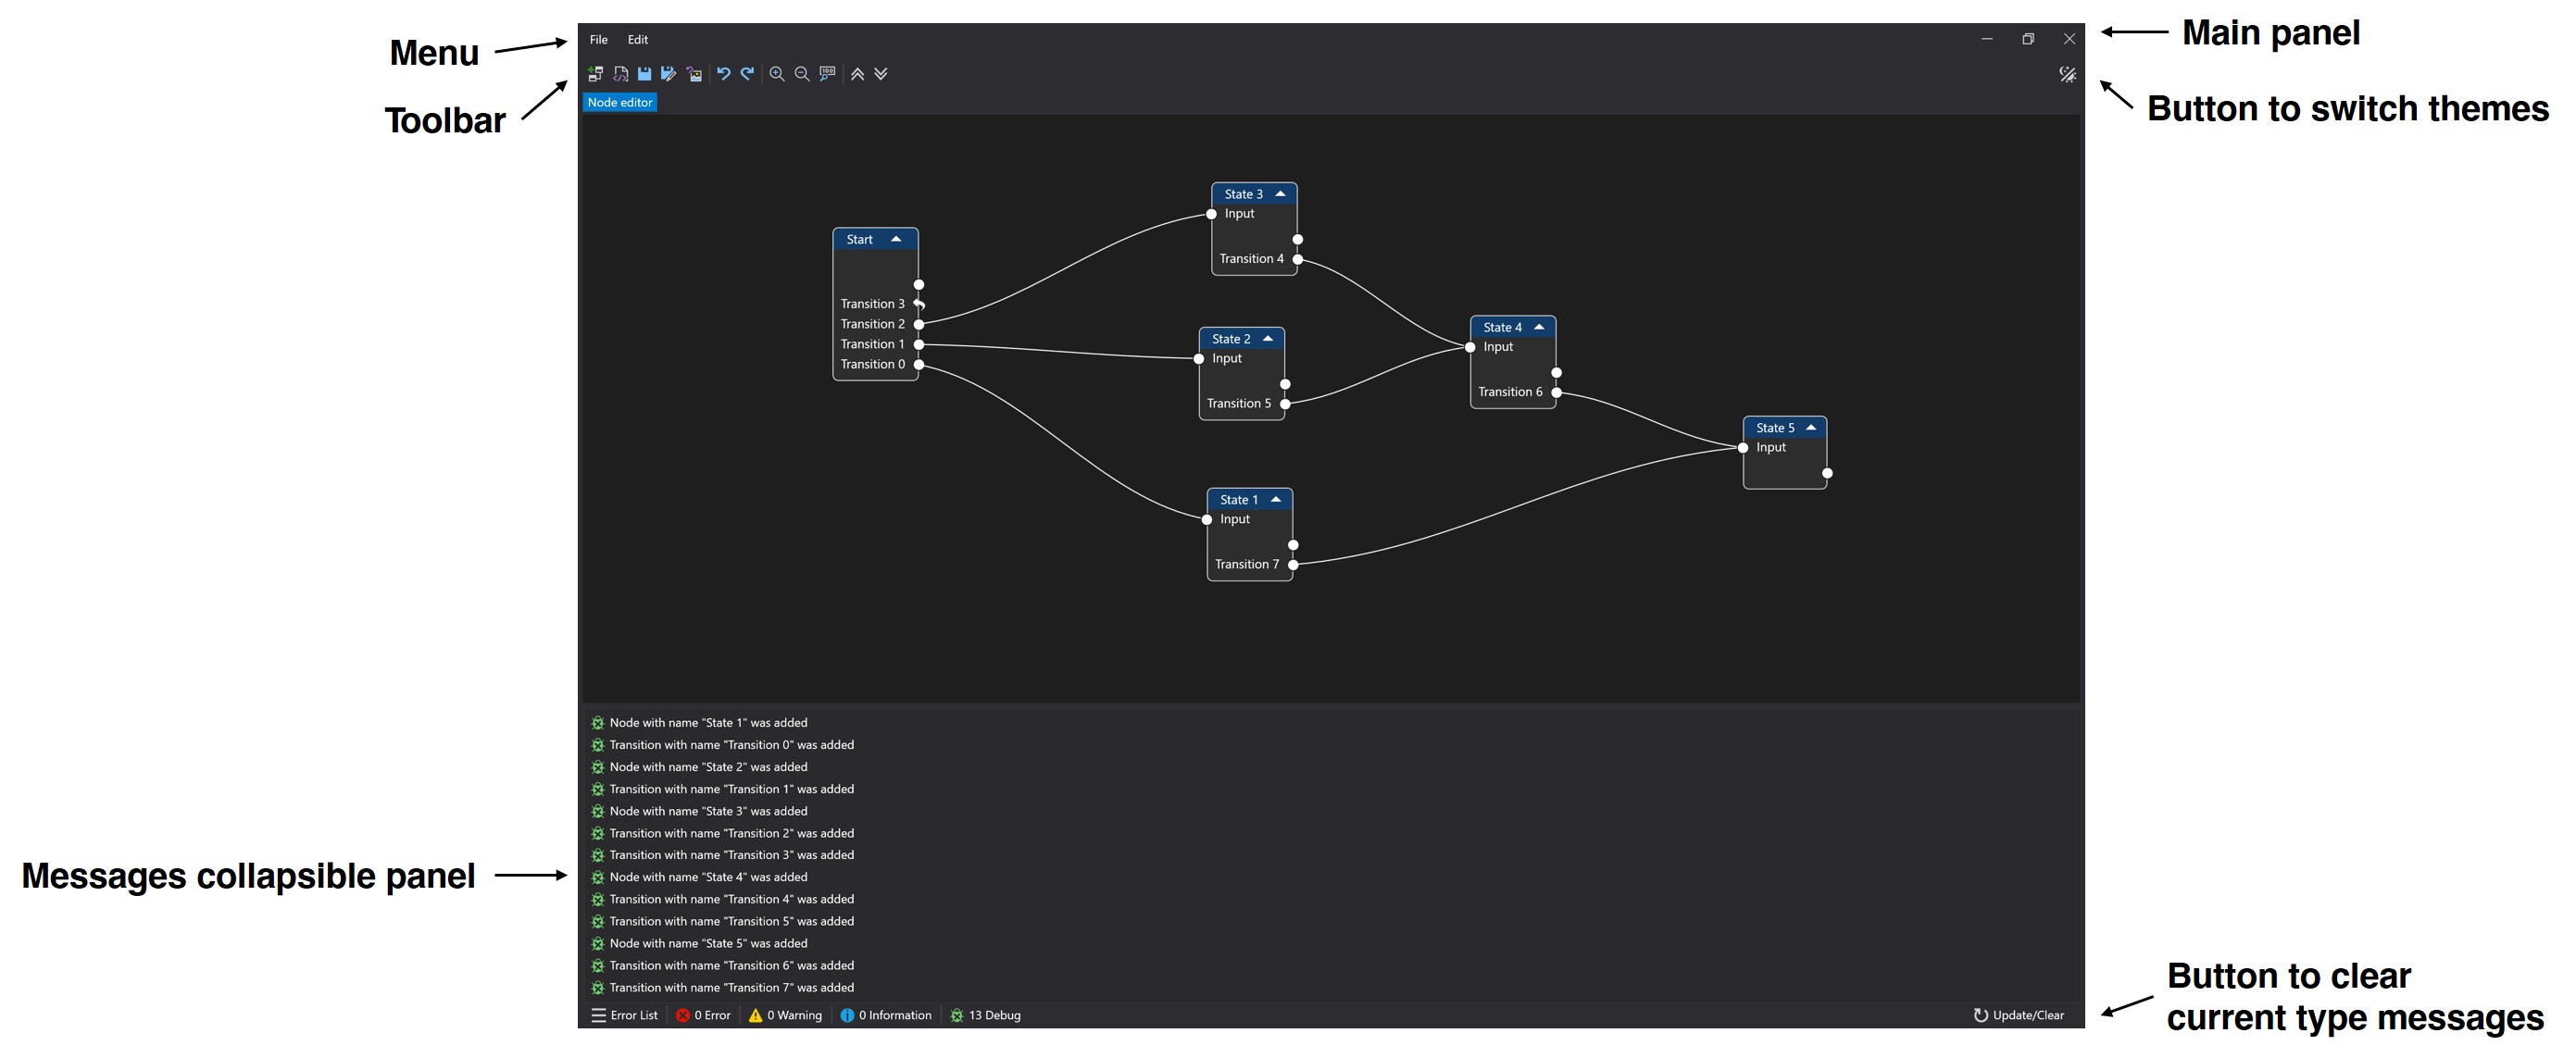 Menu
Toolbar
Main panel
Button to switch themes
File Edit
Node editor
Start
Transition 3
Transition 2
Transition 1
Transition 0
State 3
Input
Transition 4
State 2
Input
Transition 5
State 1
Input
Transition 7
State 4
Input
Transition 6
State 5
Input
Messages collapsible panel
Node with name "State 1" was added
Transition with name "Transition 0" was added
Node with name "State 2" was added
Transition with name "Transition 1" was added
Node with name "State 3" was added
Transition with name "Transition 2" was added
Transition with name "Transition 3" was added
Node with name "State 4" was added
Transition with name "Transition 4" was added
Transition with name "Transition 5" was added
Node with name "State 5" was added
Transition with name "Transition 6" was added
Transition with name "Transition 7" was added
Error List 0 Error 0 Warning 0 Information 13 Debug Update/Clear
Button to clear
current type messages